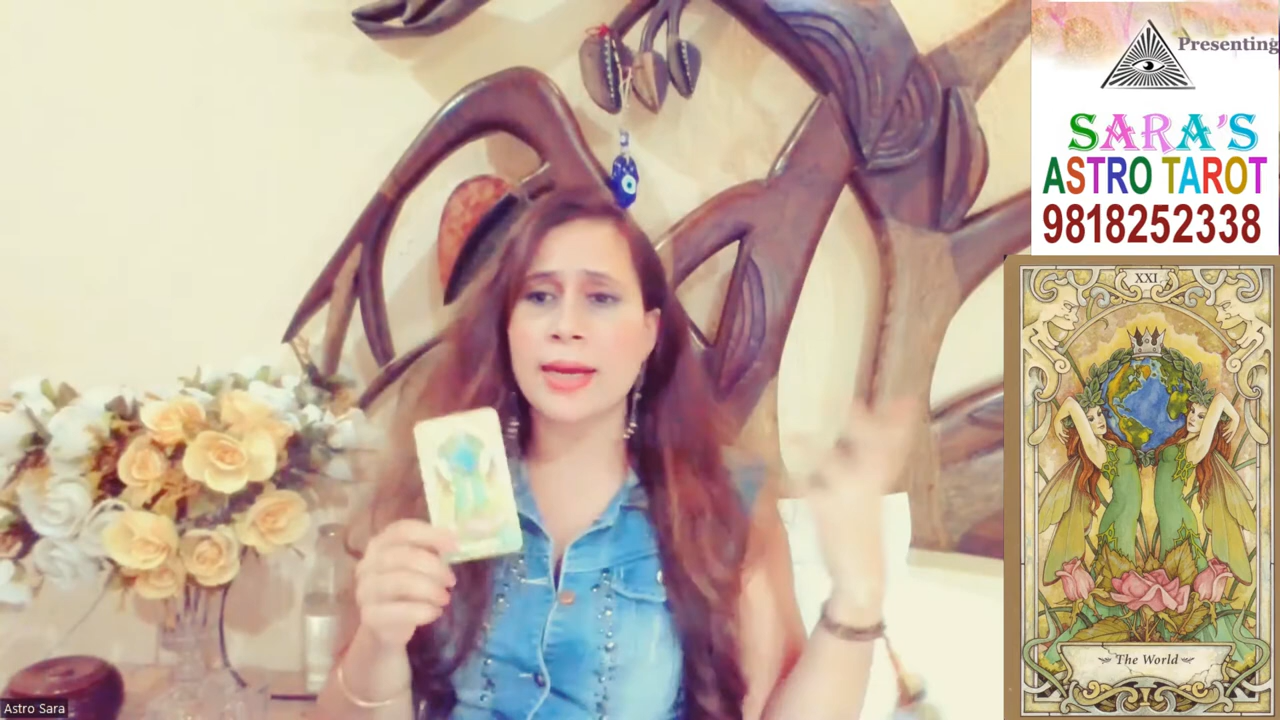 Presenting
SARA'S
ASTRO TAROT
9818252338
XXI
The World
Astro Sara